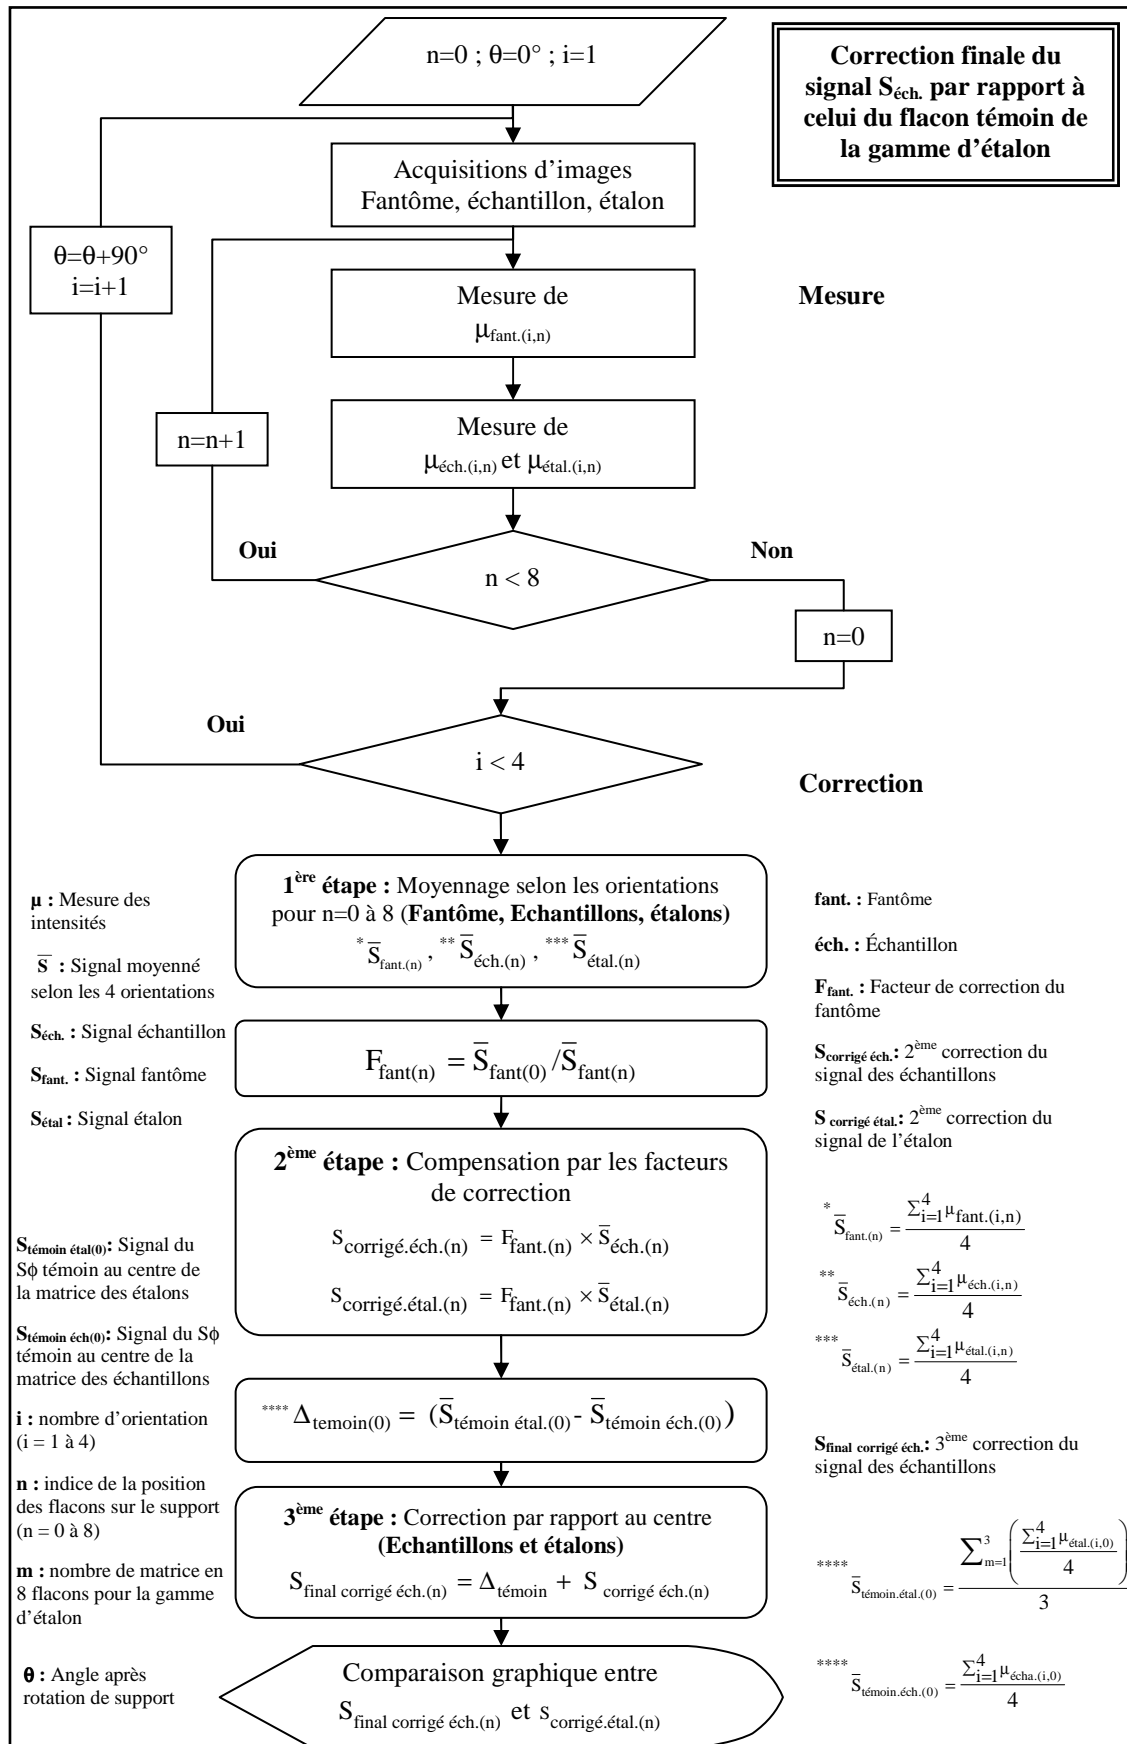 n=0 ; θ=0° ; i=1
Correction finale du
signal Séch. par rapport à
celui du flacon témoin de
la gamme d'étalon
Acquisitions d'images
Fantôme, échantillon, étalon
θ=θ+90°
i=i+1
Mesure de
μfant.(i,n)
Mesure
n=n+1
Mesure de
μéch.(i,n) et μétal.(i,n)
Oui
Non
n < 8
n=0
Oui
i < 4
Correction
1ère étape : Moyennage selon les orientations
pour n=0 à 8 (Fantôme, Echantillons, étalons)
* S̅fant.(n) , ** S̅éch.(n) , *** S̅étal.(n)
Ffant(n) = S̅fant(0) / S̅fant(n)
2ème étape : Compensation par les facteurs
de correction
Scorrigé.éch.(n) = Ffant.(n) × S̅éch.(n)
Scorrigé.étal.(n) = Ffant.(n) × S̅étal.(n)
**** Δtemoin(0) = (S̅témoin étal.(0) - S̅témoin éch.(0))
3ème étape : Correction par rapport au centre
(Echantillons et étalons)
Sfinal corrigé éch.(n) = Δtémoin + S corrigé éch.(n)
Comparaison graphique entre
Sfinal corrigé éch.(n) et scorrigé.étal.(n)
μ : Mesure des
intensités
S̅ : Signal moyenné
selon les 4 orientations
Séch. : Signal échantillon
Sfant. : Signal fantôme
Sétal : Signal étalon
Stémoin étal(0): Signal du
Sϕ témoin au centre de
la matrice des étalons
Stémoin éch(0): Signal du Sϕ
témoin au centre de la
matrice des échantillons
i : nombre d'orientation
(i = 1 à 4)
n : indice de la position
des flacons sur le support
(n = 0 à 8)
m : nombre de matrice en
8 flacons pour la gamme
d'étalon
θ : Angle après
rotation de support
fant. : Fantôme
éch. : Échantillon
Ffant. : Facteur de correction du
fantôme
Scorrigé éch.: 2ème correction du
signal des échantillons
S corrigé étal.: 2ème correction du
signal de l'étalon
* S̅fant.(n) = ∑i=1^4 μfant.(i,n) / 4
** S̅éch.(n) = ∑i=1^4 μéch.(i,n) / 4
*** S̅étal.(n) = ∑i=1^4 μétal.(i,n) / 4
Sfinal corrigé éch.: 3ème correction du
signal des échantillons
**** S̅témoin.étal.(0) = ∑m=1^3 (∑i=1^4 μétal.(i,0) / 4) / 3
**** S̅témoin.éch.(0) = ∑i=1^4 μécha.(i,0) / 4